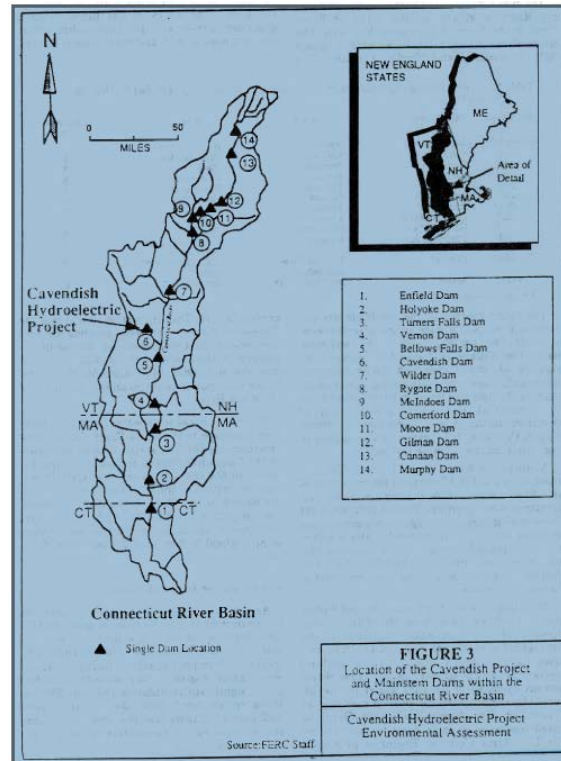 N
50
MILES
NEW ENGLAND
STATES
ME
VT
NH
MA
CT
Area of
Detail
14
13
12
9
10
11
8
7
Cavendish
Hydroelectric
Project
6
5
4
VT
NH
MA
MA
3
2
1
CT
CT
1. Enfield Dam
2. Holyoke Dam
3. Turners Falls Dam
4. Vernon Dam
5. Bellows Falls Dam
6. Cavendish Dam
7. Wilder Dam
8. Rygate Dam
9 McIndoes Dam
10. Comerford Dam
11. Moore Dam
12. Gilman Dam
13. Canaan Dam
14. Murphy Dam
Connecticut River Basin
Single Dam Location
FIGURE 3
Location of the Cavendish Project
and Mainstem Dams within the
Connecticut River Basin
Cavendish Hydroelectric Project
Environmental Assessment
Source:FERC Staff